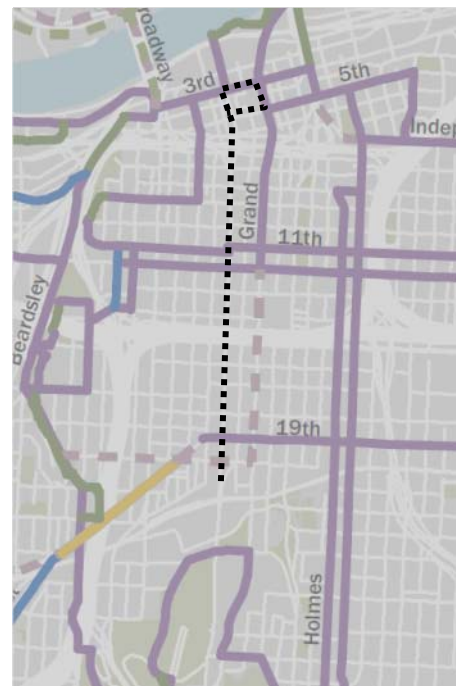 Broadway
3rd
5th
Indep
Grand
11th
Beardsley
19th
Holmes